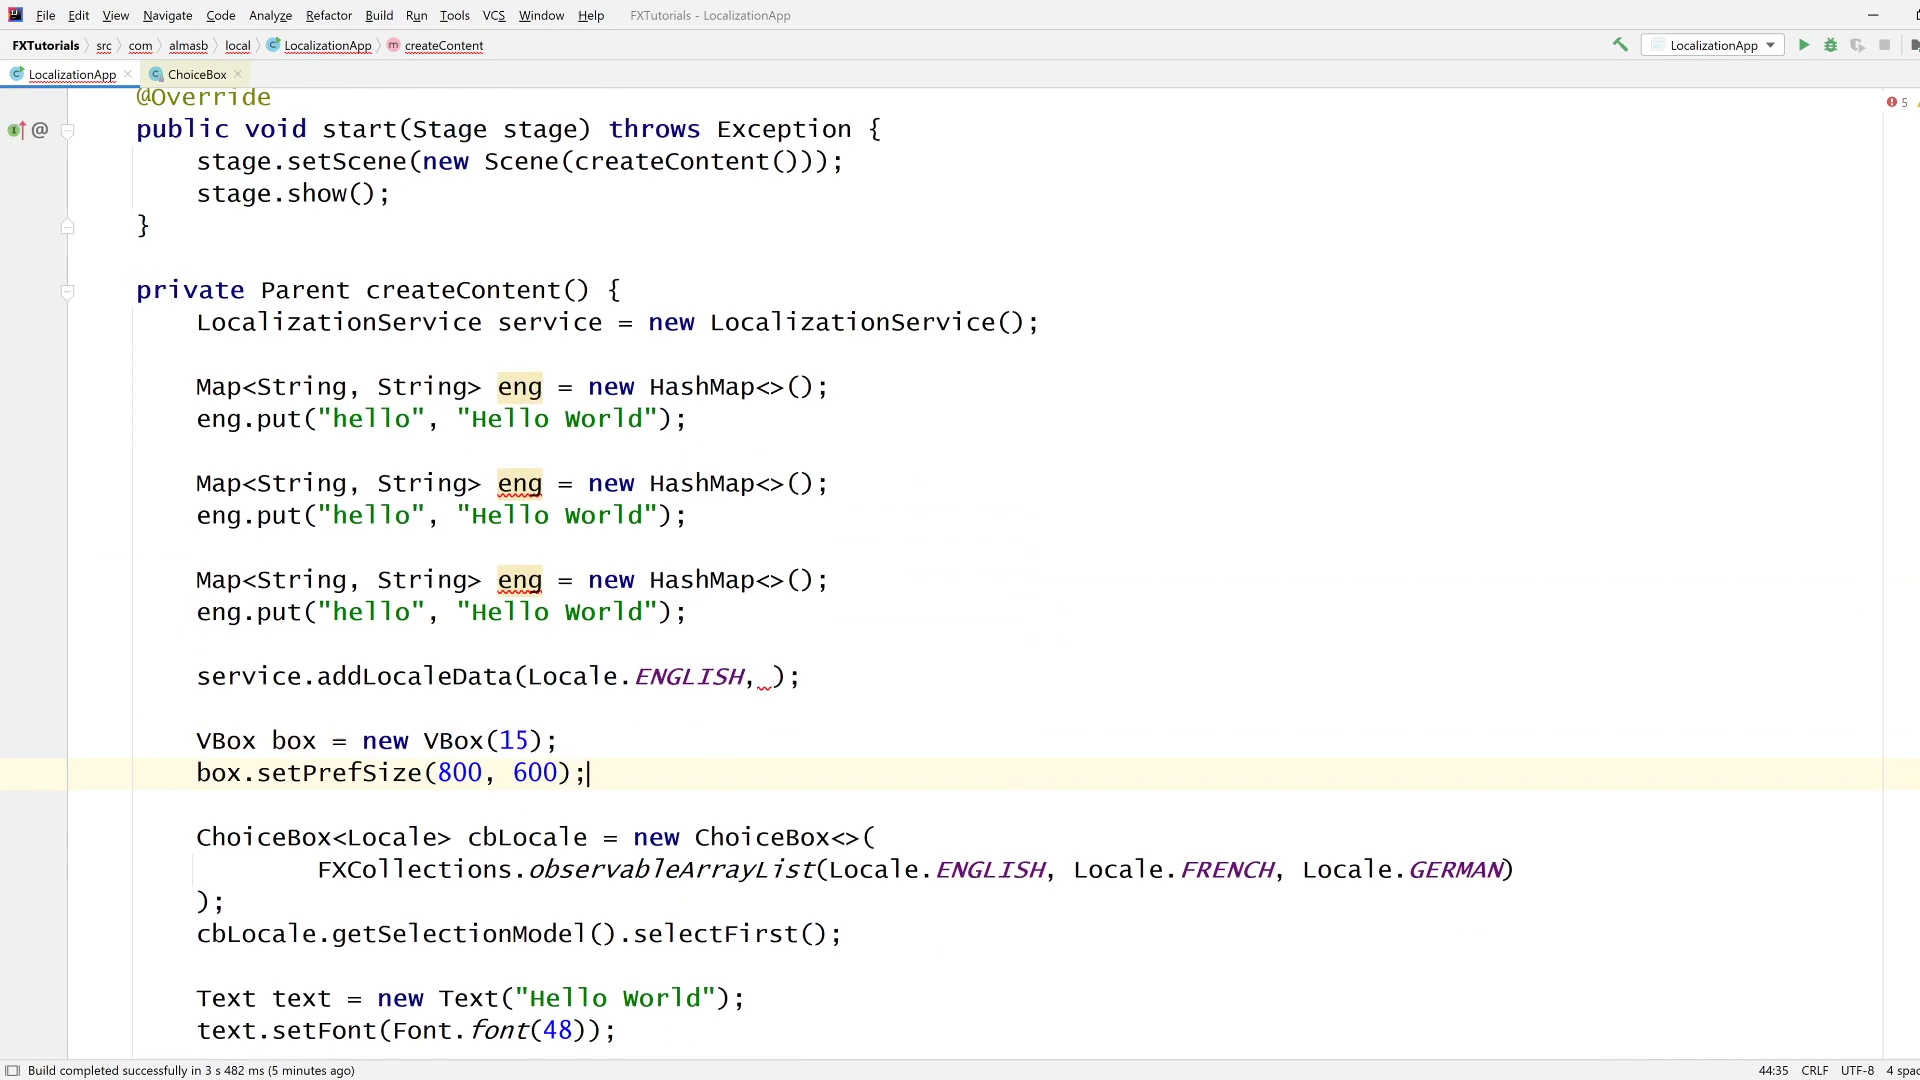 File Edit View Navigate Code Analyze Refactor Build Run Tools VCS Window Help FXTutorials - LocalizationApp
FXTutorials src com almasb local LocalizationApp createContent LocalizationApp
LocalizationApp ChoiceBox
@Override
5
public void start(Stage stage) throws Exception {
stage.setScene(new Scene(createContent()));
stage.show();
}
private Parent createContent() {
LocalizationService service = new LocalizationService();
Map<String, String> eng = new HashMap<>();
eng.put("hello", "Hello World");
Map<String, String> eng = new HashMap<>();
eng.put("hello", "Hello World");
Map<String, String> eng = new HashMap<>();
eng.put("hello", "Hello World");
service.addLocaleData(Locale.ENGLISH, );
VBox box = new VBox(15);
box.setPrefSize(800, 600);
ChoiceBox<Locale> cbLocale = new ChoiceBox<>(
FXCollections.observableArrayList(Locale.ENGLISH, Locale.FRENCH, Locale.GERMAN)
);
cbLocale.getSelectionModel().selectFirst();
Text text = new Text("Hello World");
text.setFont(Font.font(48));
Build completed successfully in 3 s 482 ms (5 minutes ago) 44:35 CRLF UTF-8 4 spac